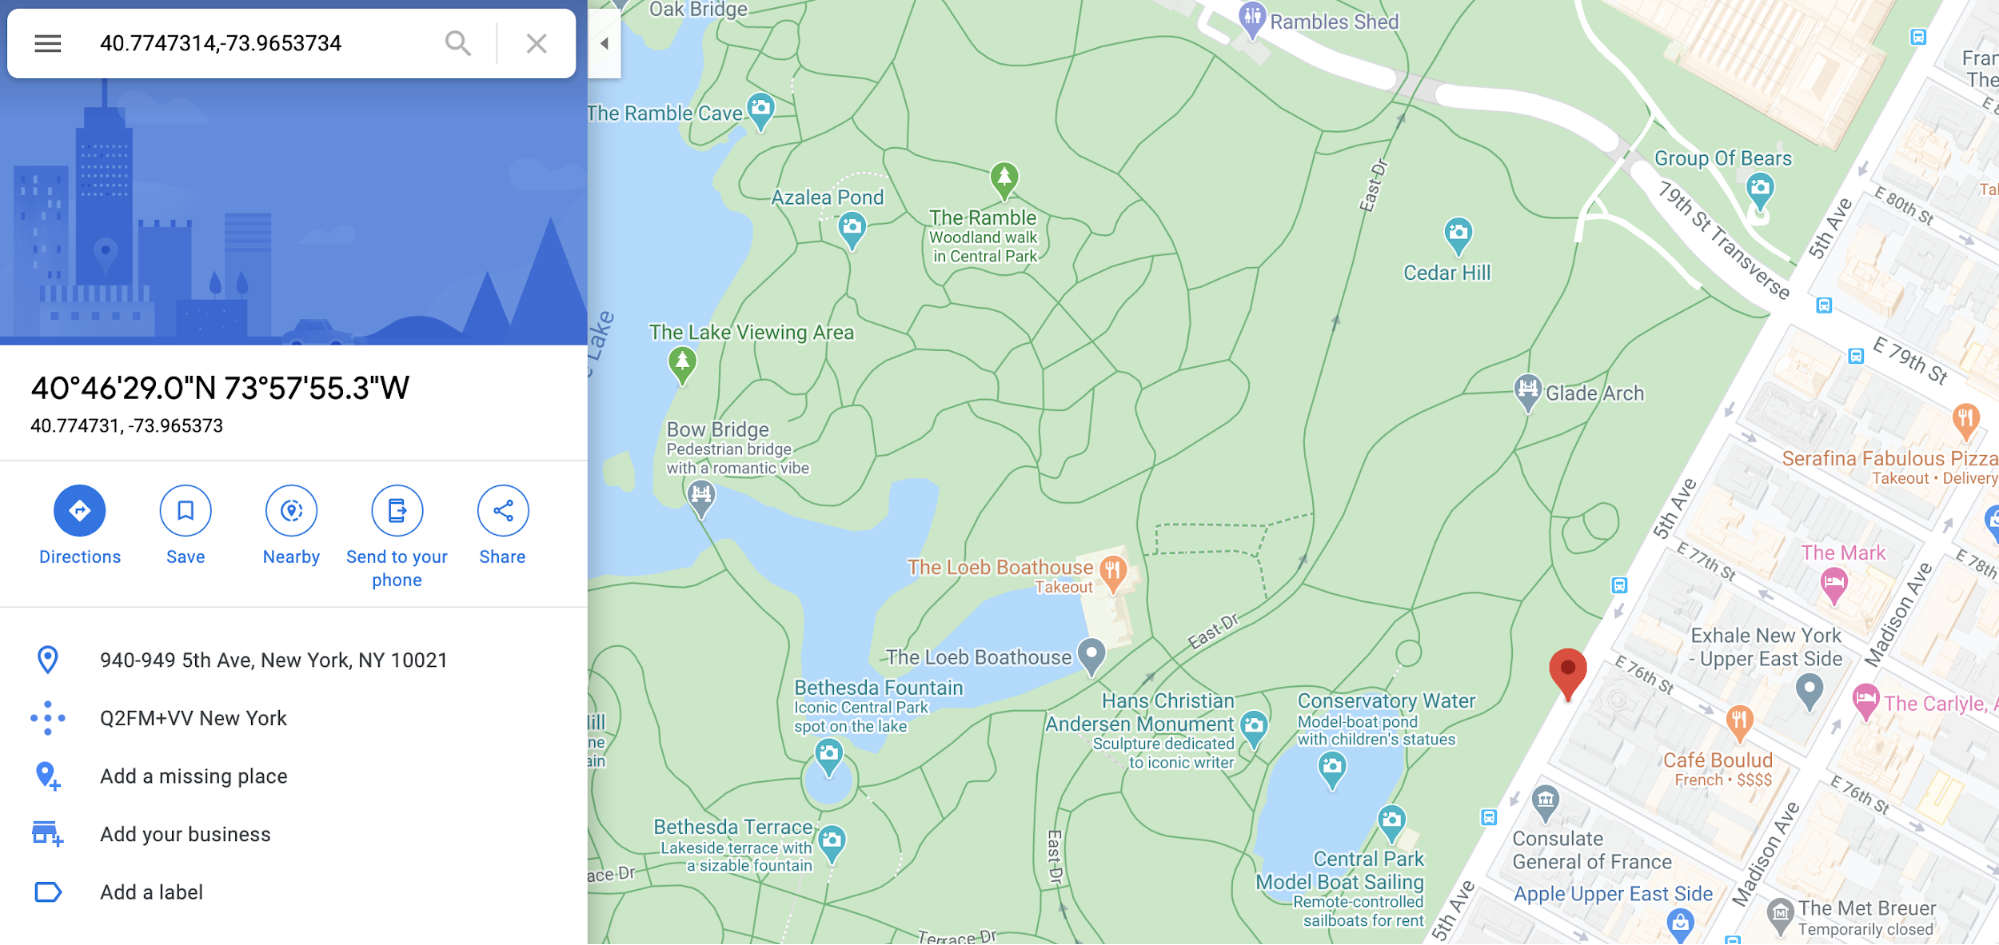 40.7747314,-73.9653734
40°46'29.0"N 73°57'55.3"W
40.774731, -73.965373
Directions
Save
Nearby
Send to your
phone
Share
940-949 5th Ave, New York, NY 10021
Q2FM+VV New York
Add a missing place
Add your business
Add a label
Oak Bridge
Rambles Shed
The Ramble Cave
Group Of Bears
E 80th St
79th St Transverse
5th Ave
East Dr
Azalea Pond
The Ramble
Woodland walk
in Central Park
Cedar Hill
The Lake Viewing Area
Lake
E 79th St
Glade Arch
Bow Bridge
Pedestrian bridge
with a romantic vibe
Serafina Fabulous Pizza
Takeout • Delivery
5th Ave
E 77th St
The Mark
E 78th
Madison Ave
The Loeb Boathouse
Takeout
East Dr
The Loeb Boathouse
Exhale New York
- Upper East Side
E 76th St
Bethesda Fountain
Iconic Central Park
spot on the lake
Hans Christian
Andersen Monument
Sculpture dedicated
to iconic writer
Conservatory Water
Model-boat pond
with children's statues
The Carlyle, A
Café Boulud
French • $$$$
E 76th St
Madison Ave
Bethesda Terrace
Lakeside terrace with
a sizable fountain
East Dr
Consulate
General of France
Central Park
Model Boat Sailing
Remote-controlled
sailboats for rent
Apple Upper East Side
5th Ave
The Met Breuer
Temporarily closed
Terrace Dr